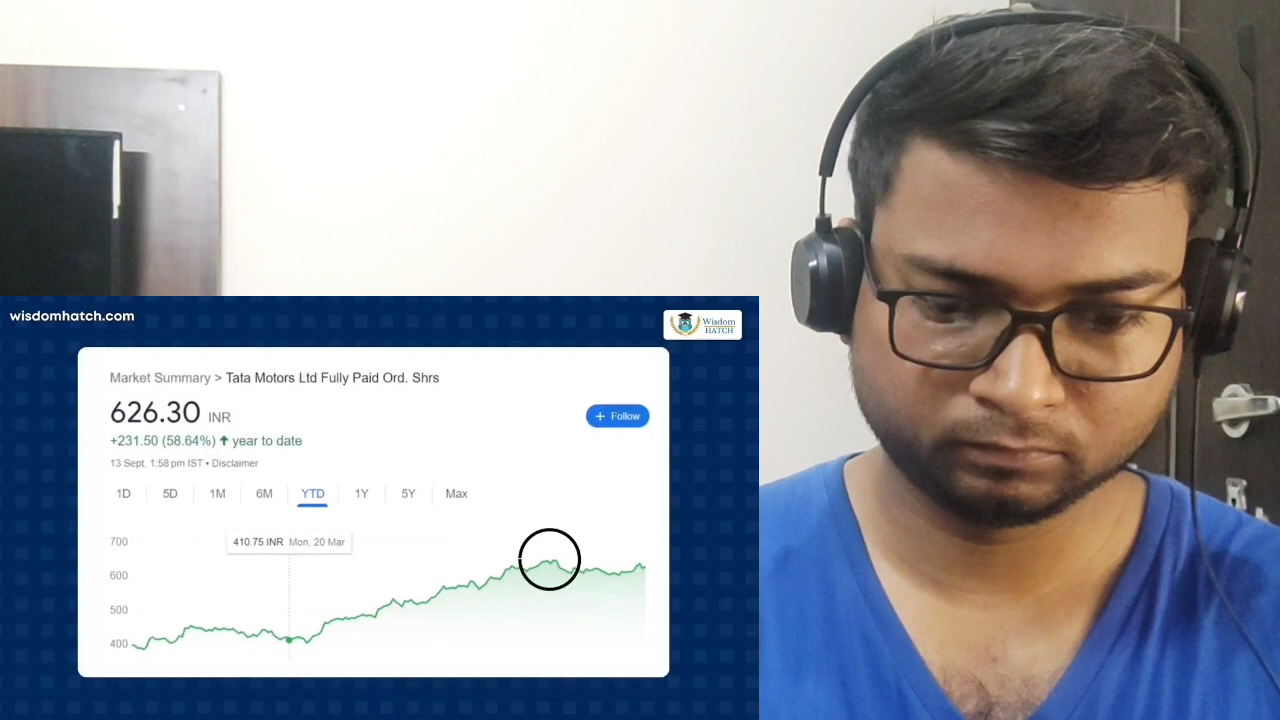 wisdomhatch.com
Wisdom
HATCH
Market Summary > Tata Motors Ltd Fully Paid Ord. Shrs
626.30 INR
+ Follow
+231.50 (58.64%) ↑ year to date
13 Sept, 1:58 pm IST • Disclaimer
1D 5D 1M 6M YTD 1Y 5Y Max
410.75 INR Mon, 20 Mar
700
600
500
400